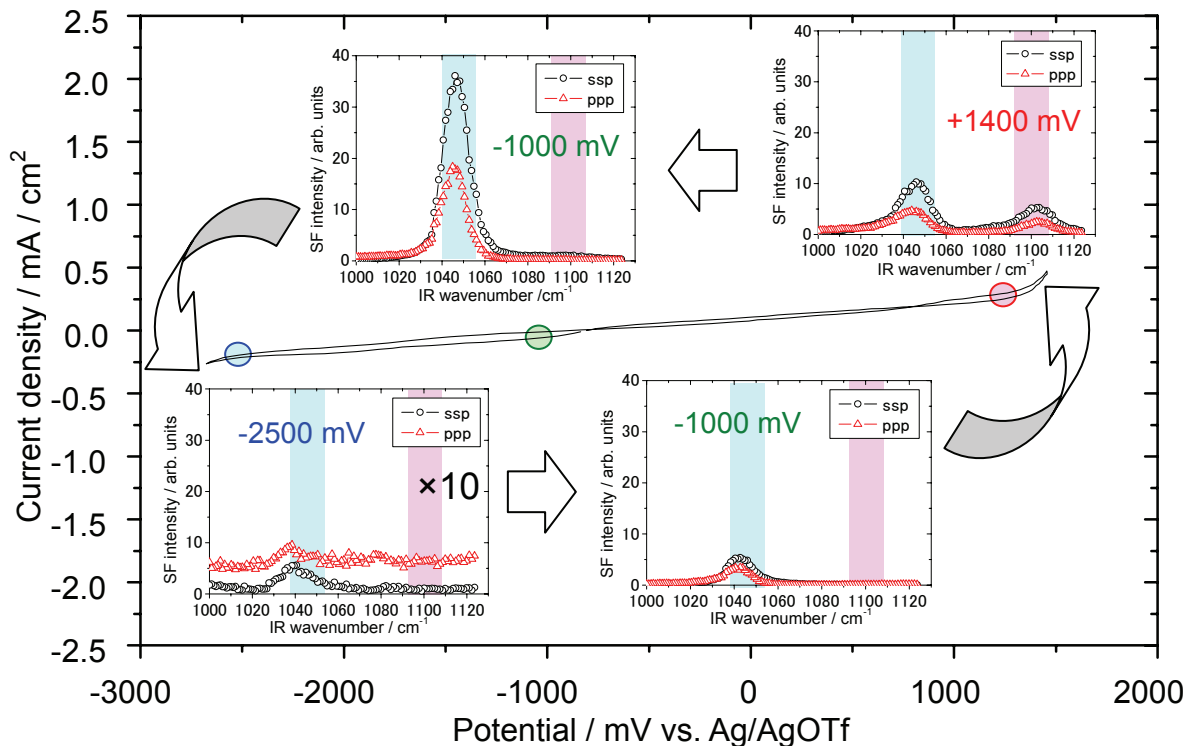 Current density / mA / cm²
2.5
2.0
1.5
1.0
0.5
0.0
-0.5
-1.0
-1.5
-2.0
-2.5
-3000 -2000 -1000 0 1000 2000
Potential / mV vs. Ag/AgOTf
SF intensity / arb. units
40
30
20
10
0
ssp
ppp
-1000 mV
1000 1020 1040 1060 1080 1100 1120
IR wavenumber /cm⁻¹
SF intensity / arb. units
40
30
20
10
0
ssp
ppp
+1400 mV
1000 1020 1040 1060 1080 1100 1120
IR wavenumber / cm⁻¹
SF intensity / arb. units
40
30
20
10
0
ssp
ppp
-2500 mV
×10
1000 1020 1040 1060 1080 1100 1120
IR wavenumber / cm⁻¹
SF intensity / arb. units
40
30
20
10
0
ssp
ppp
-1000 mV
1000 1020 1040 1060 1080 1100 1120
IR wavenumber / cm⁻¹